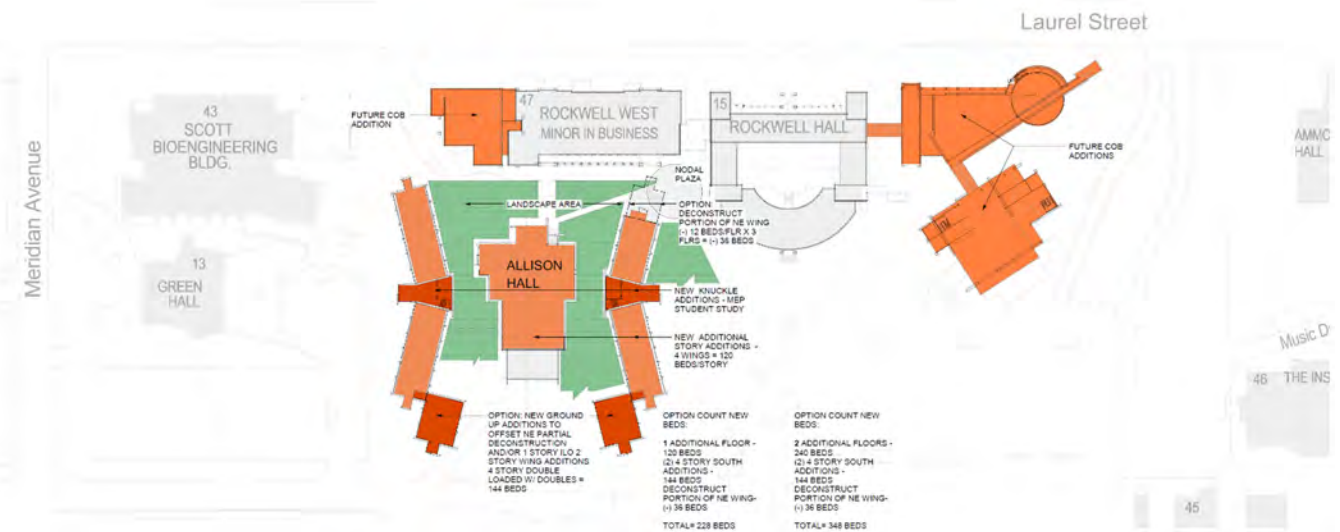 Laurel Street
Meridian Avenue
43
SCOTT
BIOENGINEERING
BLDG.
13
GREEN
HALL
FUTURE COB
ADDITION
47
ROCKWELL WEST
MINOR IN BUSINESS
15
ROCKWELL HALL
FUTURE COB
ADDITIONS
AMMO
HALL
NODAL
PLAZA
LANDSCAPE AREA
OPTION:
DECONSTRUCT
PORTION OF NE WING
(-) 12 BEDS/FLR X 3
FLRS = (-) 36 BEDS
ALLISON
HALL
NEW KNUCKLE
ADDITIONS - MEP
STUDENT STUDY
NEW ADDITIONAL
STORY ADDITIONS -
4 WINGS = 120
BEDS/STORY
Music D
46 THE INS
45
OPTION: NEW GROUND
UP ADDITIONS TO
OFFSET NE PARTIAL
DECONSTRUCTION
AND/OR 1 STORY ILO 2
STORY WING ADDITIONS
4 STORY DOUBLE
LOADED W/ DOUBLES =
144 BEDS
OPTION COUNT NEW
BEDS:
1 ADDITIONAL FLOOR -
120 BEDS
(2) 4 STORY SOUTH
ADDITIONS -
144 BEDS
DECONSTRUCT
PORTION OF NE WING-
(-) 36 BEDS
TOTAL= 228 BEDS
OPTION COUNT NEW
BEDS:
2 ADDITIONAL FLOORS -
240 BEDS
(2) 4 STORY SOUTH
ADDITIONS -
144 BEDS
DECONSTRUCT
PORTION OF NE WING-
(-) 36 BEDS
TOTAL= 348 BEDS